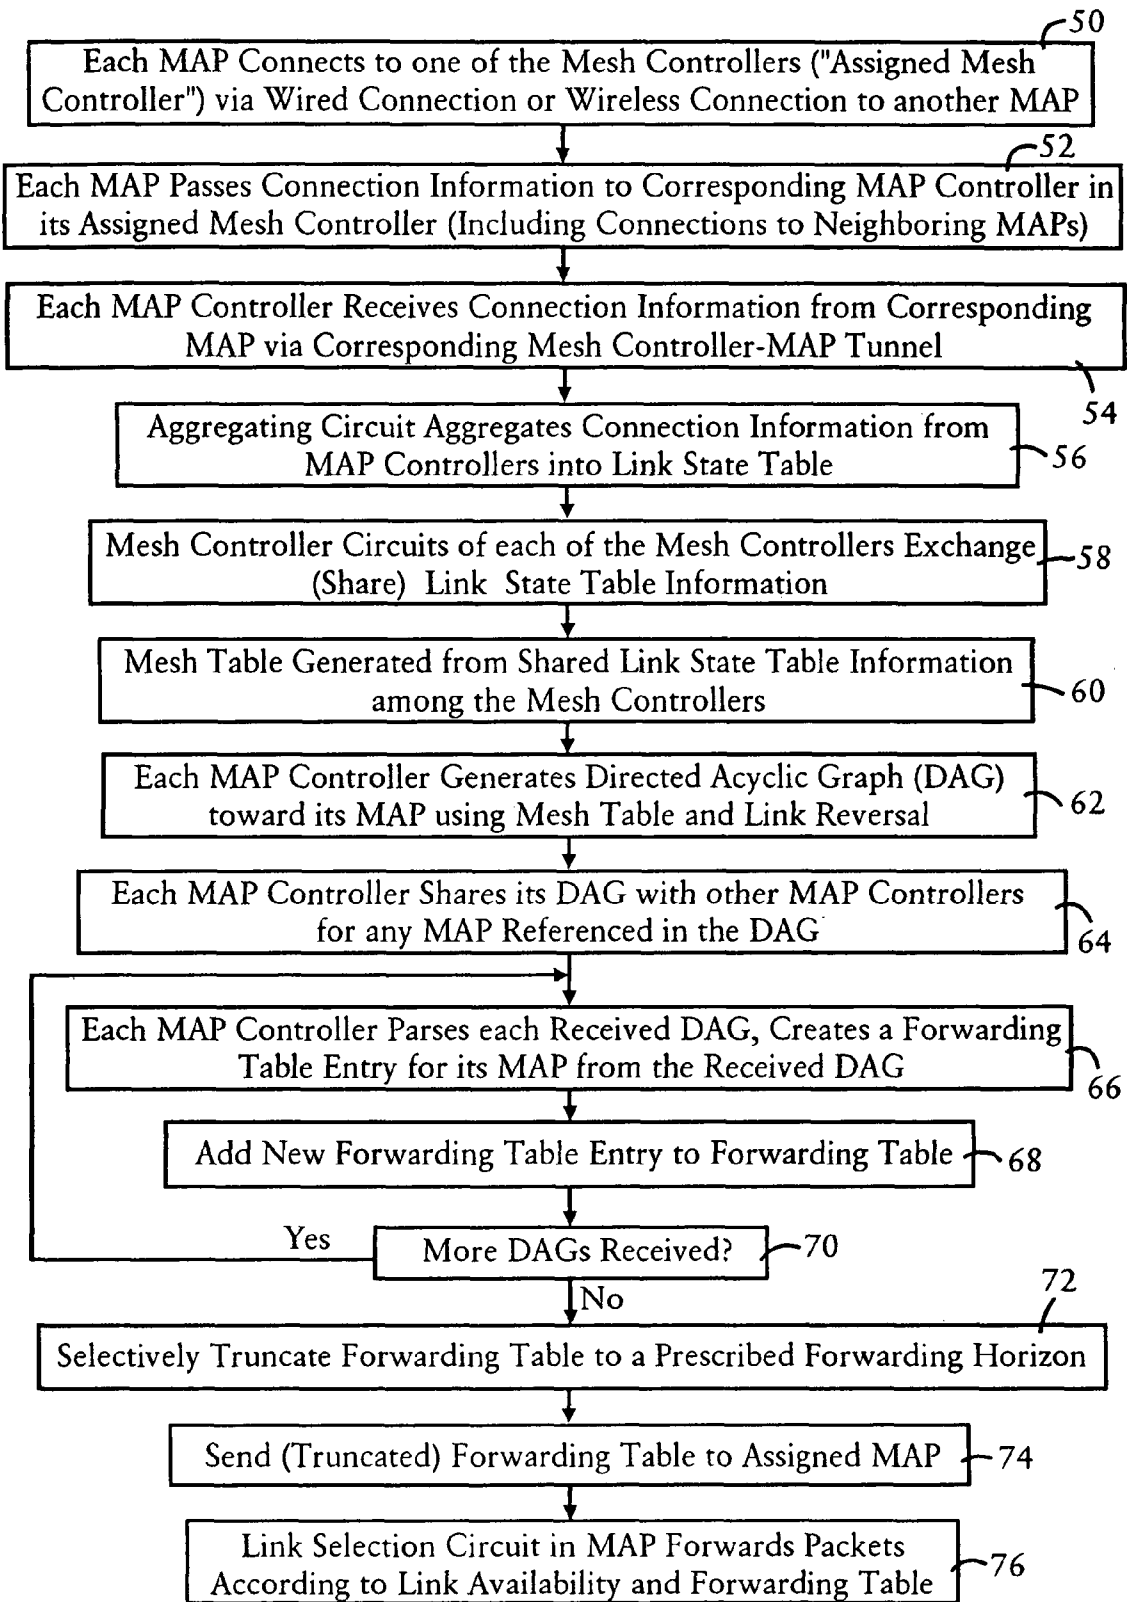 50
Each MAP Connects to one of the Mesh Controllers ("Assigned Mesh
Controller") via Wired Connection or Wireless Connection to another MAP
52
Each MAP Passes Connection Information to Corresponding MAP Controller in
its Assigned Mesh Controller (Including Connections to Neighboring MAPs)
Each MAP Controller Receives Connection Information from Corresponding
MAP via Corresponding Mesh Controller-MAP Tunnel
54
Aggregating Circuit Aggregates Connection Information from
MAP Controllers into Link State Table
56
Mesh Controller Circuits of each of the Mesh Controllers Exchange
(Share) Link State Table Information
58
Mesh Table Generated from Shared Link State Table Information
among the Mesh Controllers
60
Each MAP Controller Generates Directed Acyclic Graph (DAG)
toward its MAP using Mesh Table and Link Reversal
62
Each MAP Controller Shares its DAG with other MAP Controllers
for any MAP Referenced in the DAG
64
Each MAP Controller Parses each Received DAG, Creates a Forwarding
Table Entry for its MAP from the Received DAG
66
Add New Forwarding Table Entry to Forwarding Table
68
Yes
More DAGs Received?
70
No
72
Selectively Truncate Forwarding Table to a Prescribed Forwarding Horizon
Send (Truncated) Forwarding Table to Assigned MAP
74
Link Selection Circuit in MAP Forwards Packets
According to Link Availability and Forwarding Table
76